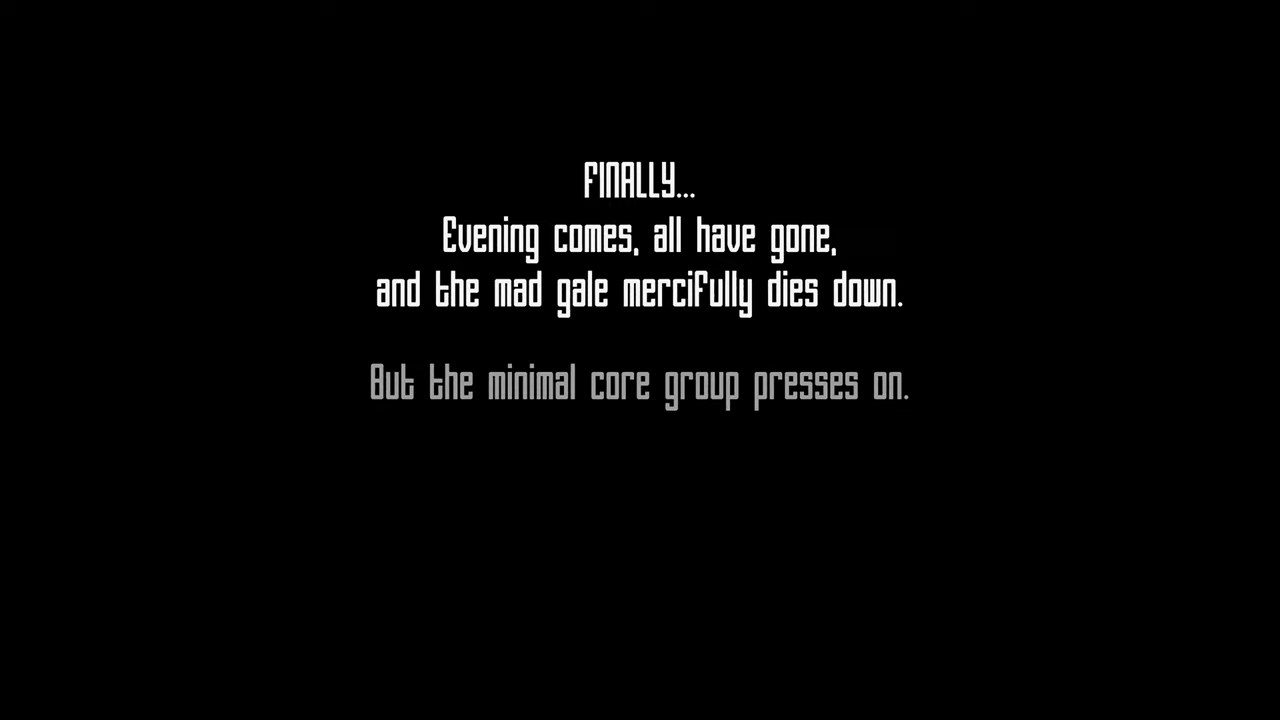 FINALLY...
Evening comes, all have gone,
and the mad gale mercifully dies down.
But the minimal core group presses on.